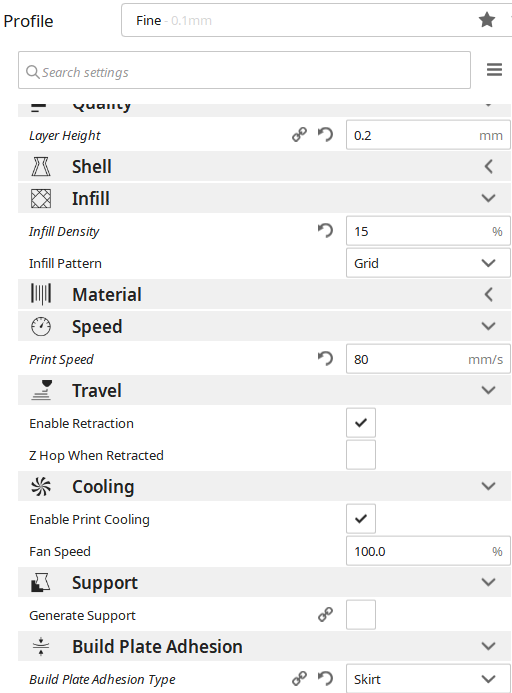 Profile
Fine - 0.1mm
Search settings
Quality
Layer Height 0.2 mm
Shell
Infill
Infill Density 15 %
Infill Pattern Grid
Material
Speed
Print Speed 80 mm/s
Travel
Enable Retraction
Z Hop When Retracted
Cooling
Enable Print Cooling
Fan Speed 100.0 %
Support
Generate Support
Build Plate Adhesion
Build Plate Adhesion Type Skirt